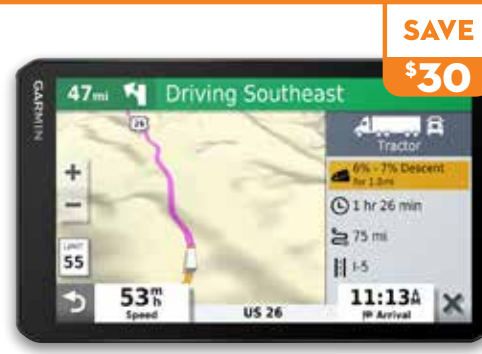 SAVE
$30
GARMIN
47mi
Driving Southeast
26
Tractor
6% - 7% Descent
for 1.8mi
1 hr 26 min
75 mi
I-5
+
−
LIMIT
55
53mh
Speed
US 26
11:13A
Arrival